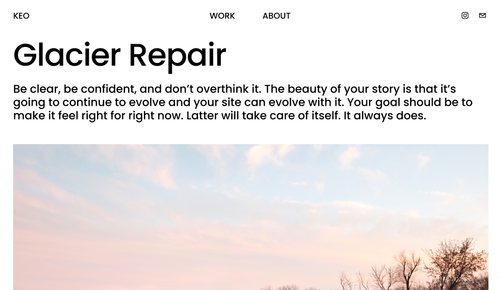 KEO
WORK
ABOUT
Glacier Repair
Be clear, be confident, and don’t overthink it. The beauty of your story is that it’s
going to continue to evolve and your site can evolve with it. Your goal should be to
make it feel right for right now. Latter will take care of itself. It always does.